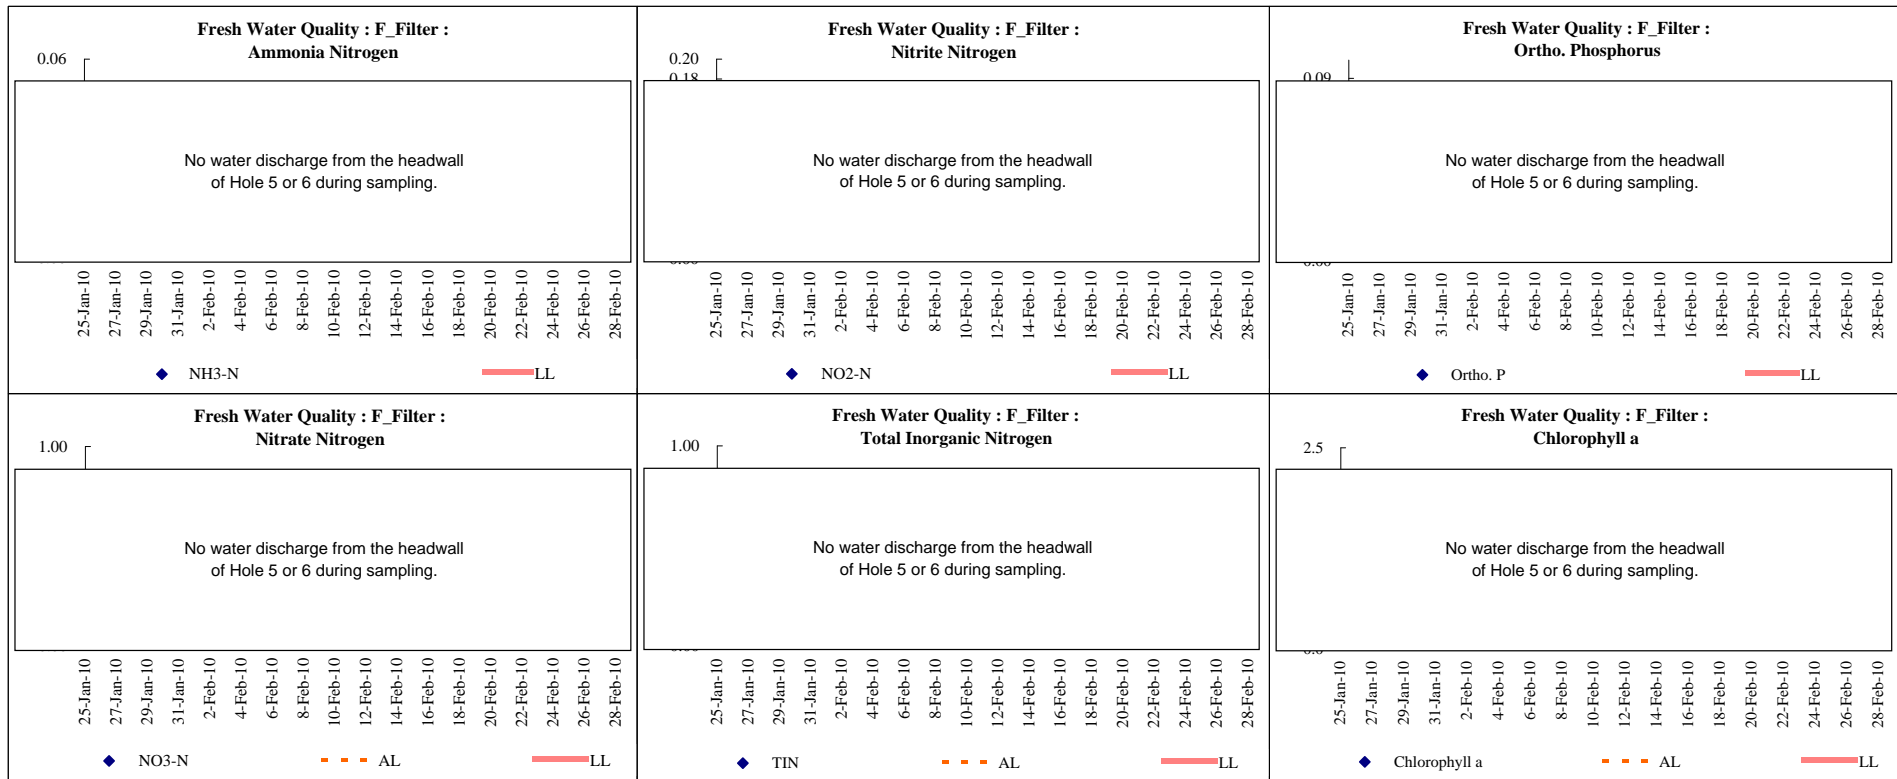 Fresh Water Quality : F_Filter :
Ammonia Nitrogen
0.06
No water discharge from the headwall
of Hole 5 or 6 during sampling.
25-Jan-10
27-Jan-10
29-Jan-10
31-Jan-10
2-Feb-10
4-Feb-10
6-Feb-10
8-Feb-10
10-Feb-10
12-Feb-10
14-Feb-10
16-Feb-10
18-Feb-10
20-Feb-10
22-Feb-10
24-Feb-10
26-Feb-10
28-Feb-10
NH3-N
LL
Fresh Water Quality : F_Filter :
Nitrite Nitrogen
0.20
0.18
No water discharge from the headwall
of Hole 5 or 6 during sampling.
25-Jan-10
27-Jan-10
29-Jan-10
31-Jan-10
2-Feb-10
4-Feb-10
6-Feb-10
8-Feb-10
10-Feb-10
12-Feb-10
14-Feb-10
16-Feb-10
18-Feb-10
20-Feb-10
22-Feb-10
24-Feb-10
26-Feb-10
28-Feb-10
NO2-N
LL
Fresh Water Quality : F_Filter :
Ortho. Phosphorus
0.09
No water discharge from the headwall
of Hole 5 or 6 during sampling.
25-Jan-10
27-Jan-10
29-Jan-10
31-Jan-10
2-Feb-10
4-Feb-10
6-Feb-10
8-Feb-10
10-Feb-10
12-Feb-10
14-Feb-10
16-Feb-10
18-Feb-10
20-Feb-10
22-Feb-10
24-Feb-10
26-Feb-10
28-Feb-10
Ortho. P
LL
Fresh Water Quality : F_Filter :
Nitrate Nitrogen
1.00
No water discharge from the headwall
of Hole 5 or 6 during sampling.
25-Jan-10
27-Jan-10
29-Jan-10
31-Jan-10
2-Feb-10
4-Feb-10
6-Feb-10
8-Feb-10
10-Feb-10
12-Feb-10
14-Feb-10
16-Feb-10
18-Feb-10
20-Feb-10
22-Feb-10
24-Feb-10
26-Feb-10
28-Feb-10
NO3-N
AL
LL
Fresh Water Quality : F_Filter :
Total Inorganic Nitrogen
1.00
No water discharge from the headwall
of Hole 5 or 6 during sampling.
25-Jan-10
27-Jan-10
29-Jan-10
31-Jan-10
2-Feb-10
4-Feb-10
6-Feb-10
8-Feb-10
10-Feb-10
12-Feb-10
14-Feb-10
16-Feb-10
18-Feb-10
20-Feb-10
22-Feb-10
24-Feb-10
26-Feb-10
28-Feb-10
TIN
AL
LL
Fresh Water Quality : F_Filter :
Chlorophyll a
2.5
No water discharge from the headwall
of Hole 5 or 6 during sampling.
25-Jan-10
27-Jan-10
29-Jan-10
31-Jan-10
2-Feb-10
4-Feb-10
6-Feb-10
8-Feb-10
10-Feb-10
12-Feb-10
14-Feb-10
16-Feb-10
18-Feb-10
20-Feb-10
22-Feb-10
24-Feb-10
26-Feb-10
28-Feb-10
Chlorophyll a
AL
LL